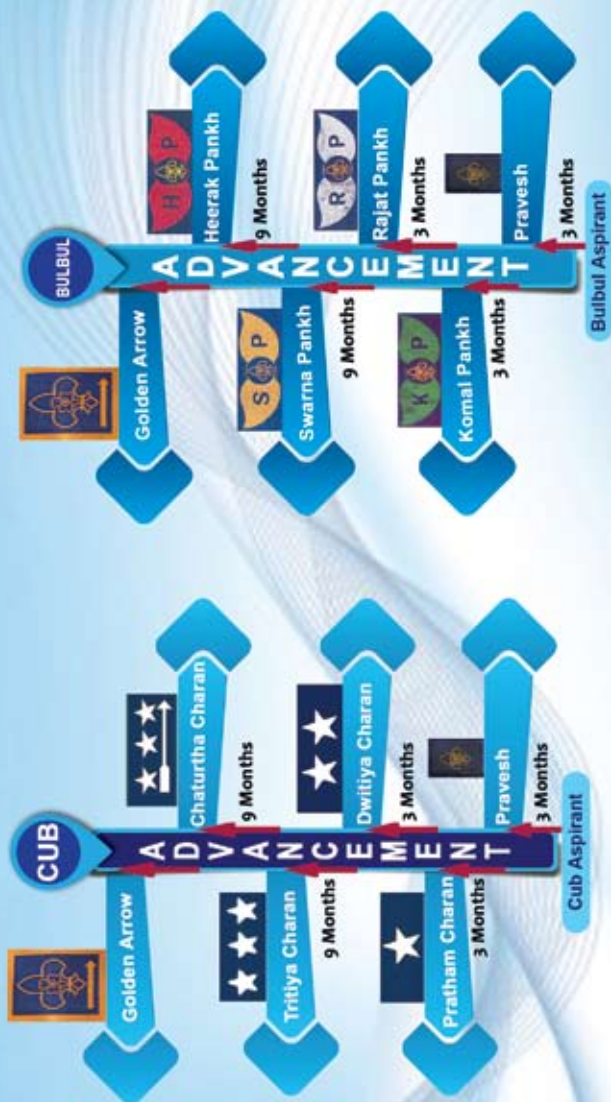 CUB
ADVANCEMENT
Golden Arrow
Chaturtha Charan
9 Months
Tritiya Charan
9 Months
Dwitiya Charan
3 Months
Pratham Charan
3 Months
Pravesh
3 Months
Cub Aspirant
BULBUL
ADVANCEMENT
Golden Arrow
H P
Heerak Pankh
9 Months
S P
Swarna Pankh
9 Months
R P
Rajat Pankh
3 Months
K P
Komal Pankh
3 Months
Pravesh
3 Months
Bulbul Aspirant